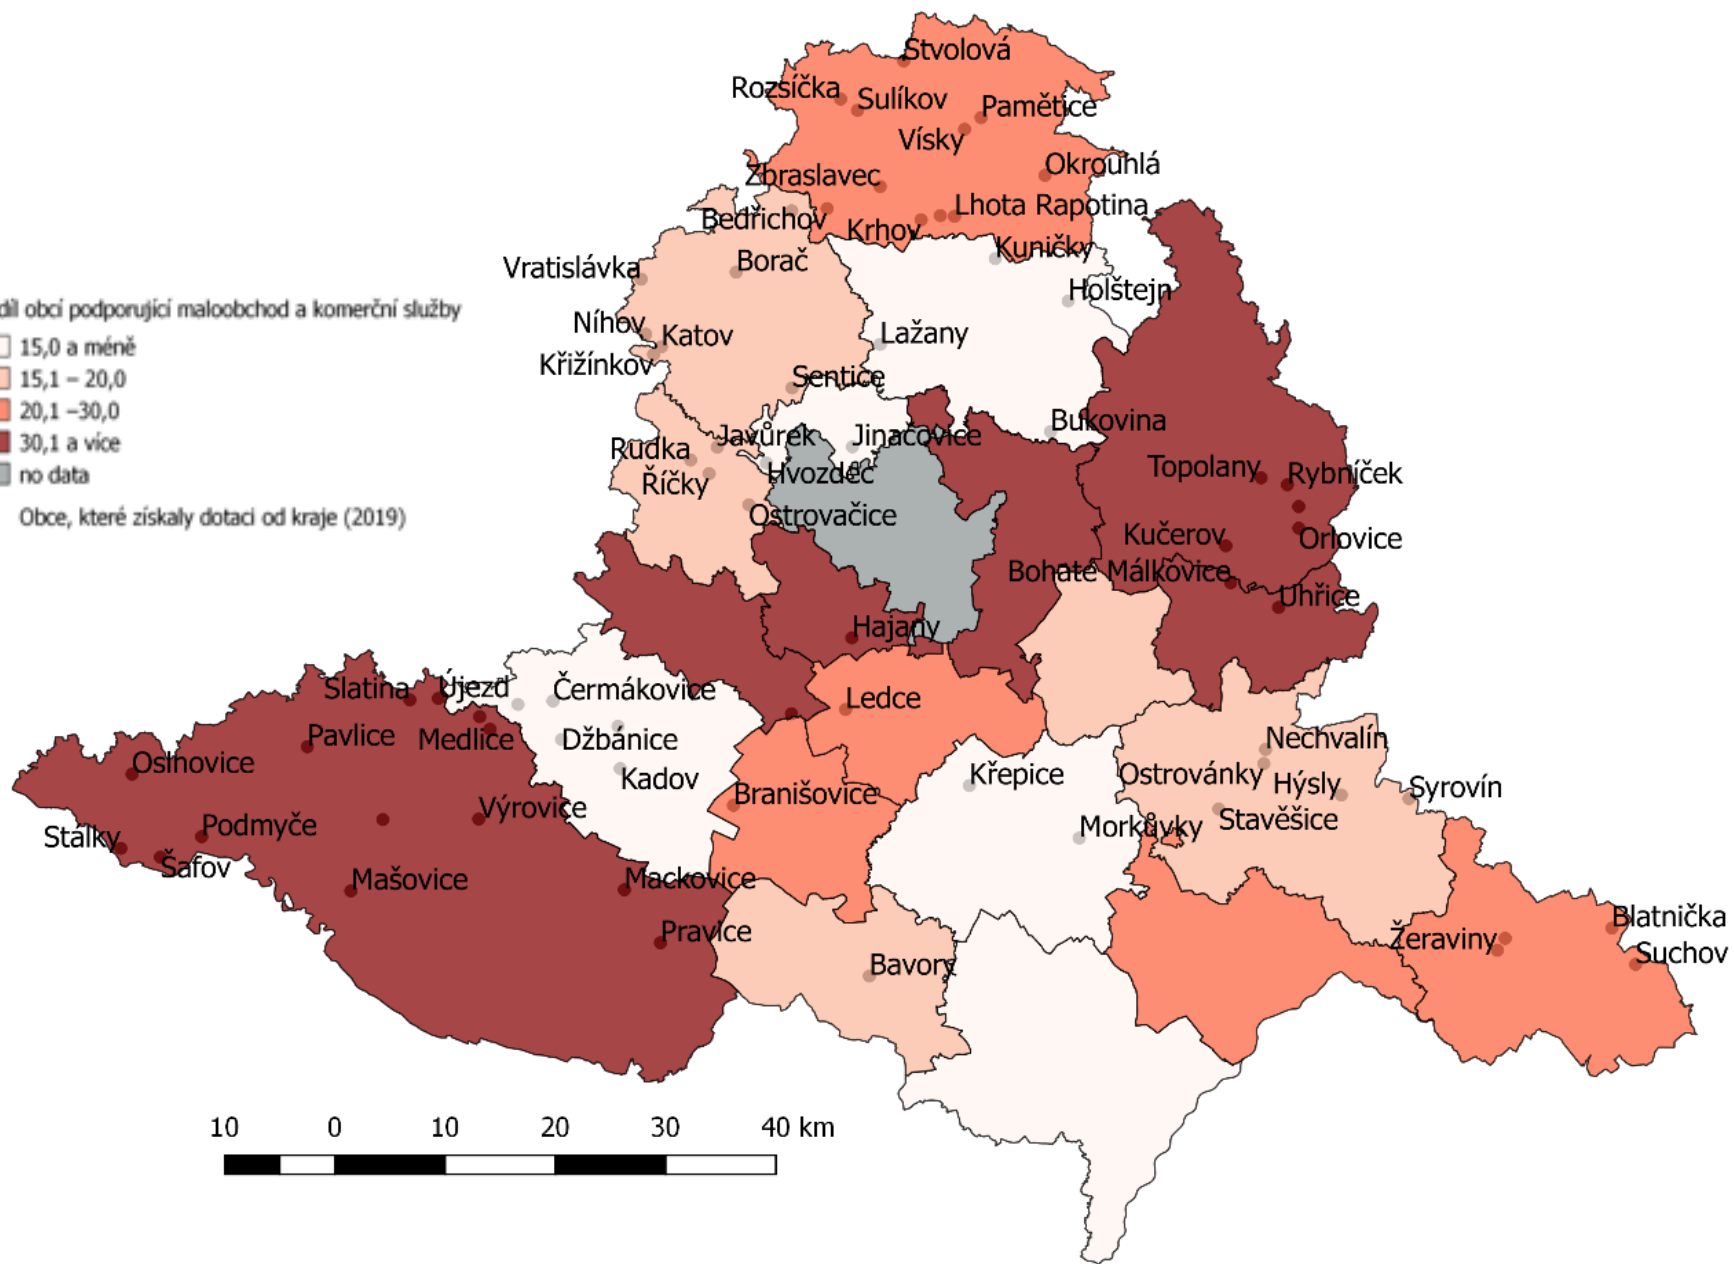 Stvolová
Rozsíčka
Sulíkov
Pamětice
Vísky
Okrouhlá
Zbraslavec
Lhota Rapotina
Bedřichov
Krhov
Kuničky
Borač
Vratislávka
Holštejn
díl obcí podporující maloobchod a komerční služby
15,0 a méně
15,1 – 20,0
20,1 –30,0
30,1 a více
no data
Obce, které získaly dotaci od kraje (2019)
Níhov
Katov
Lažany
Křižínkov
Sentice
Bukovina
Javůrek
Jinačovice
Rudka
Říčky
Hvozdec
Topolany
Rybníček
Ostrovačice
Kučerov
Orlovice
Bohaté Málkovice
Uhřice
Hajany
Slatina
Újezd
Čermákovice
Ledce
Pavlice
Medlice
Džbánice
Nechvalín
Oslnovice
Kadov
Křepice
Ostrovánky
Hýsly
Syrovín
Branišovice
Výrovice
Stálky
Podmyče
Morkůvky
Stavěšice
Šafov
Mašovice
Mackovice
Pravice
Blatnička
Žeraviny
Suchov
Bavory
10 0 10 20 30 40 km